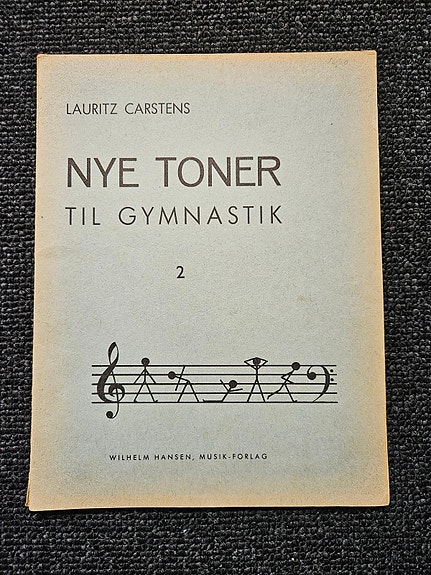 LAURITZ CARSTENS
NYE TONER
TIL GYMNASTIK
2
WILHELM HANSEN, MUSIK-FORLAG